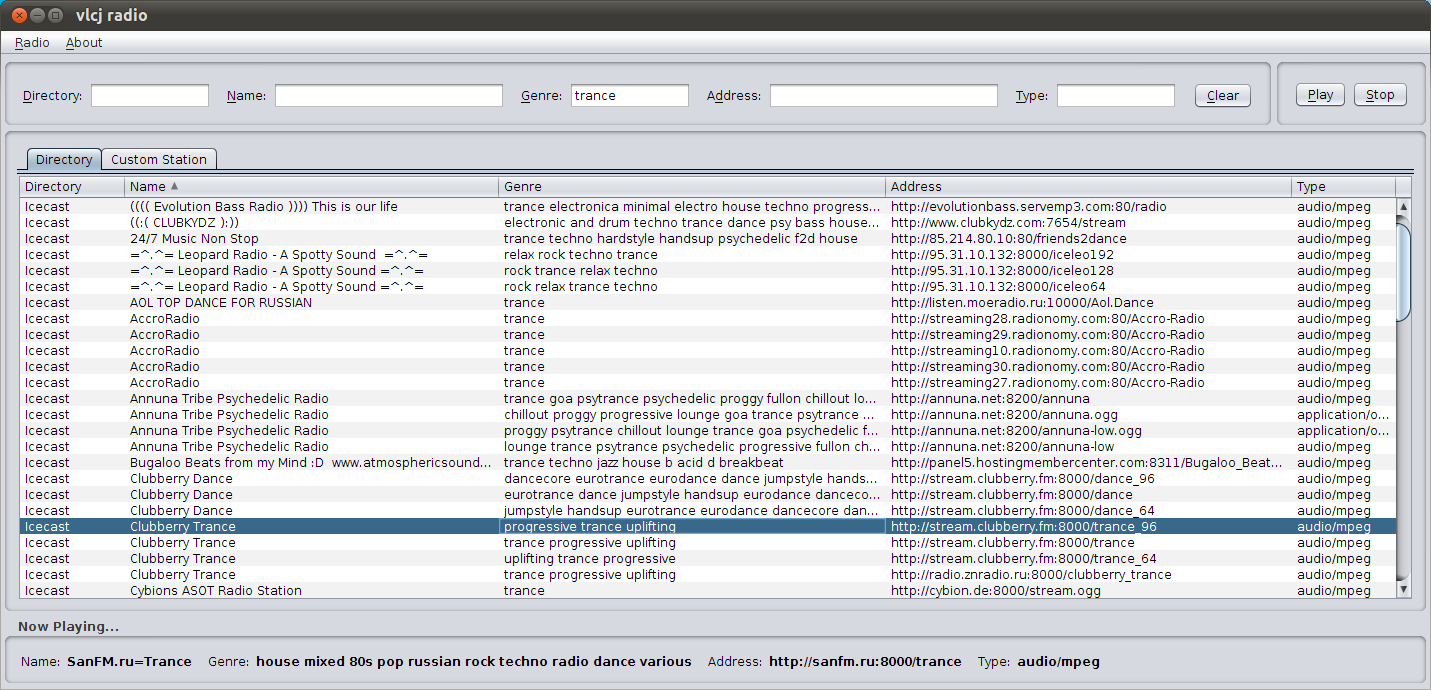 vlcj radio
Radio About
Directory: Name: Genre: trance Address: Type: Clear Play Stop
Directory Custom Station
Directory Name Genre Address Type
Icecast (((( Evolution Bass Radio )))) This is our life trance electronica minimal electro house techno progress... http://evolutionbass.servemp3.com:80/radio audio/mpeg
Icecast ((:( CLUBKYDZ ):)) electronic and drum techno trance dance psy bass house... http://www.clubkydz.com:7654/stream audio/mpeg
Icecast 24/7 Music Non Stop trance techno hardstyle handsup psychedelic f2d house http://85.214.80.10:80/friends2dance audio/mpeg
Icecast =^.^= Leopard Radio - A Spotty Sound =^.^= relax rock techno trance http://95.31.10.132:8000/iceleo192 audio/mpeg
Icecast =^.^= Leopard Radio - A Spotty Sound =^.^= rock trance relax techno http://95.31.10.132:8000/iceleo128 audio/mpeg
Icecast =^.^= Leopard Radio - A Spotty Sound =^.^= rock relax trance techno http://95.31.10.132:8000/iceleo64 audio/mpeg
Icecast AOL TOP DANCE FOR RUSSIAN trance http://listen.moeradio.ru:10000/Aol.Dance audio/mpeg
Icecast AccroRadio trance http://streaming28.radionomy.com:80/Accro-Radio audio/mpeg
Icecast AccroRadio trance http://streaming29.radionomy.com:80/Accro-Radio audio/mpeg
Icecast AccroRadio trance http://streaming10.radionomy.com:80/Accro-Radio audio/mpeg
Icecast AccroRadio trance http://streaming30.radionomy.com:80/Accro-Radio audio/mpeg
Icecast AccroRadio trance http://streaming27.radionomy.com:80/Accro-Radio audio/mpeg
Icecast Annuna Tribe Psychedelic Radio trance goa psytrance psychedelic proggy fullon chillout lo... http://annuna.net:8200/annuna audio/mpeg
Icecast Annuna Tribe Psychedelic Radio chillout proggy progressive lounge goa trance psytrance ... http://annuna.net:8200/annuna.ogg application/o...
Icecast Annuna Tribe Psychedelic Radio proggy psytrance chillout lounge trance goa psychedelic f... http://annuna.net:8200/annuna-low.ogg application/o...
Icecast Annuna Tribe Psychedelic Radio lounge trance psytrance psychedelic progressive fullon ch... http://annuna.net:8200/annuna-low audio/mpeg
Icecast Bugaloo Beats from my Mind :D www.atmosphericsound... trance techno jazz house b acid d breakbeat http://panel5.hostingmembercenter.com:8311/Bugaloo_Beat... audio/mpeg
Icecast Clubberry Dance dancecore eurotrance eurodance dance jumpstyle hands... http://stream.clubberry.fm:8000/dance_96 audio/mpeg
Icecast Clubberry Dance eurotrance dance jumpstyle handsup eurodance danceco... http://stream.clubberry.fm:8000/dance audio/mpeg
Icecast Clubberry Dance jumpstyle handsup eurotrance eurodance dancecore dan... http://stream.clubberry.fm:8000/dance_64 audio/mpeg
Icecast Clubberry Trance progressive trance uplifting http://stream.clubberry.fm:8000/trance_96 audio/mpeg
Icecast Clubberry Trance trance progressive uplifting http://stream.clubberry.fm:8000/trance audio/mpeg
Icecast Clubberry Trance uplifting trance progressive http://stream.clubberry.fm:8000/trance_64 audio/mpeg
Icecast Clubberry Trance trance progressive uplifting http://radio.znradio.ru:8000/clubberry_trance audio/mpeg
Icecast Cybions ASOT Radio Station trance http://cybion.de:8000/stream.ogg audio/mpeg
Now Playing...
Name: SanFM.ru=Trance Genre: house mixed 80s pop russian rock techno radio dance various Address: http://sanfm.ru:8000/trance Type: audio/mpeg